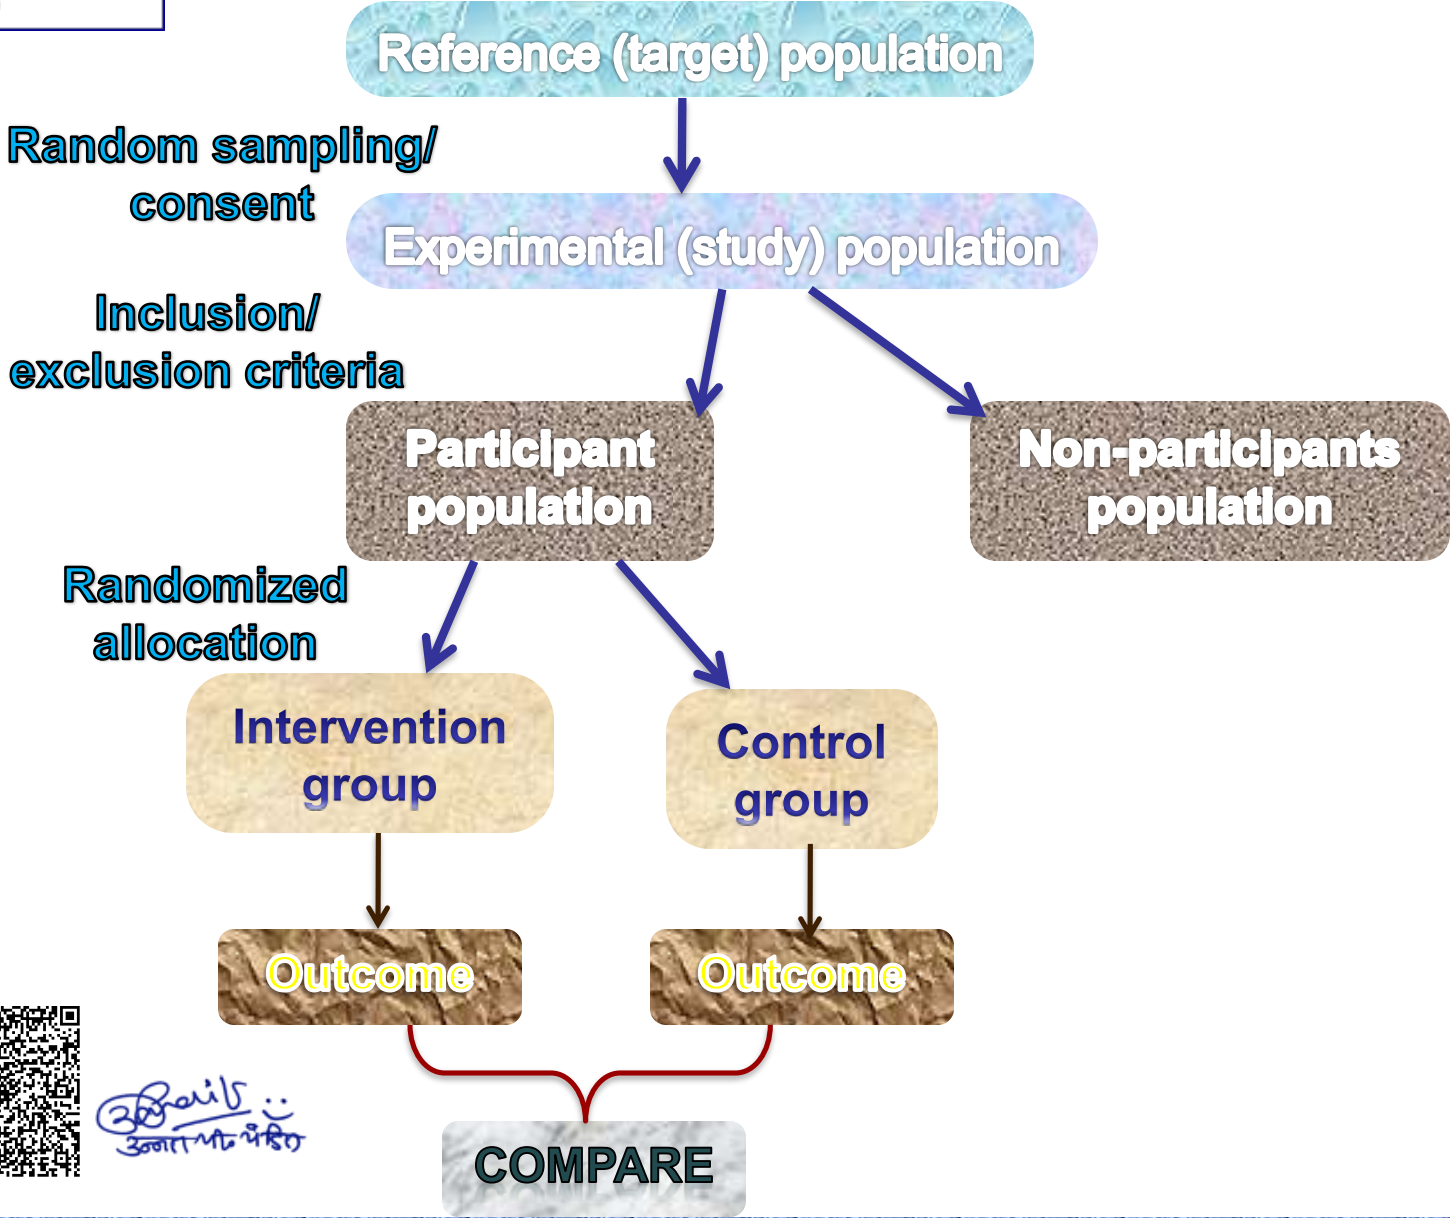 Reference (target) population
Random sampling/
consent
Experimental (study) population
Inclusion/
exclusion criteria
Participant
population
Non-participants
population
Randomized
allocation
Intervention
group
Control
group
Outcome
Outcome
COMPARE